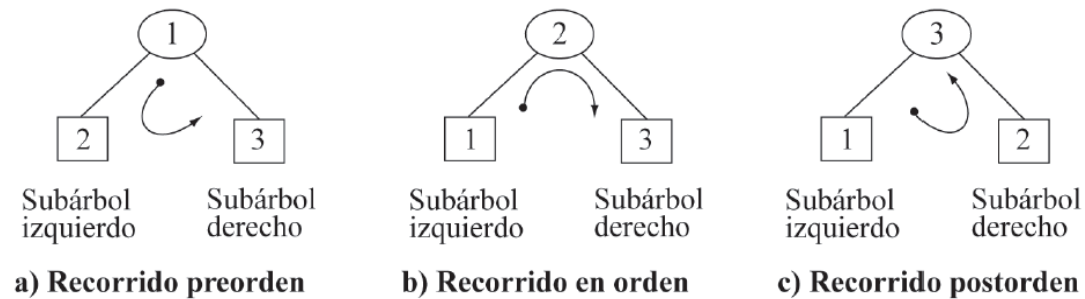 1
2
3
Subárbol
izquierdo
Subárbol
derecho
a) Recorrido preorden
2
1
3
Subárbol
izquierdo
Subárbol
derecho
b) Recorrido en orden
3
1
2
Subárbol
izquierdo
Subárbol
derecho
c) Recorrido postorden